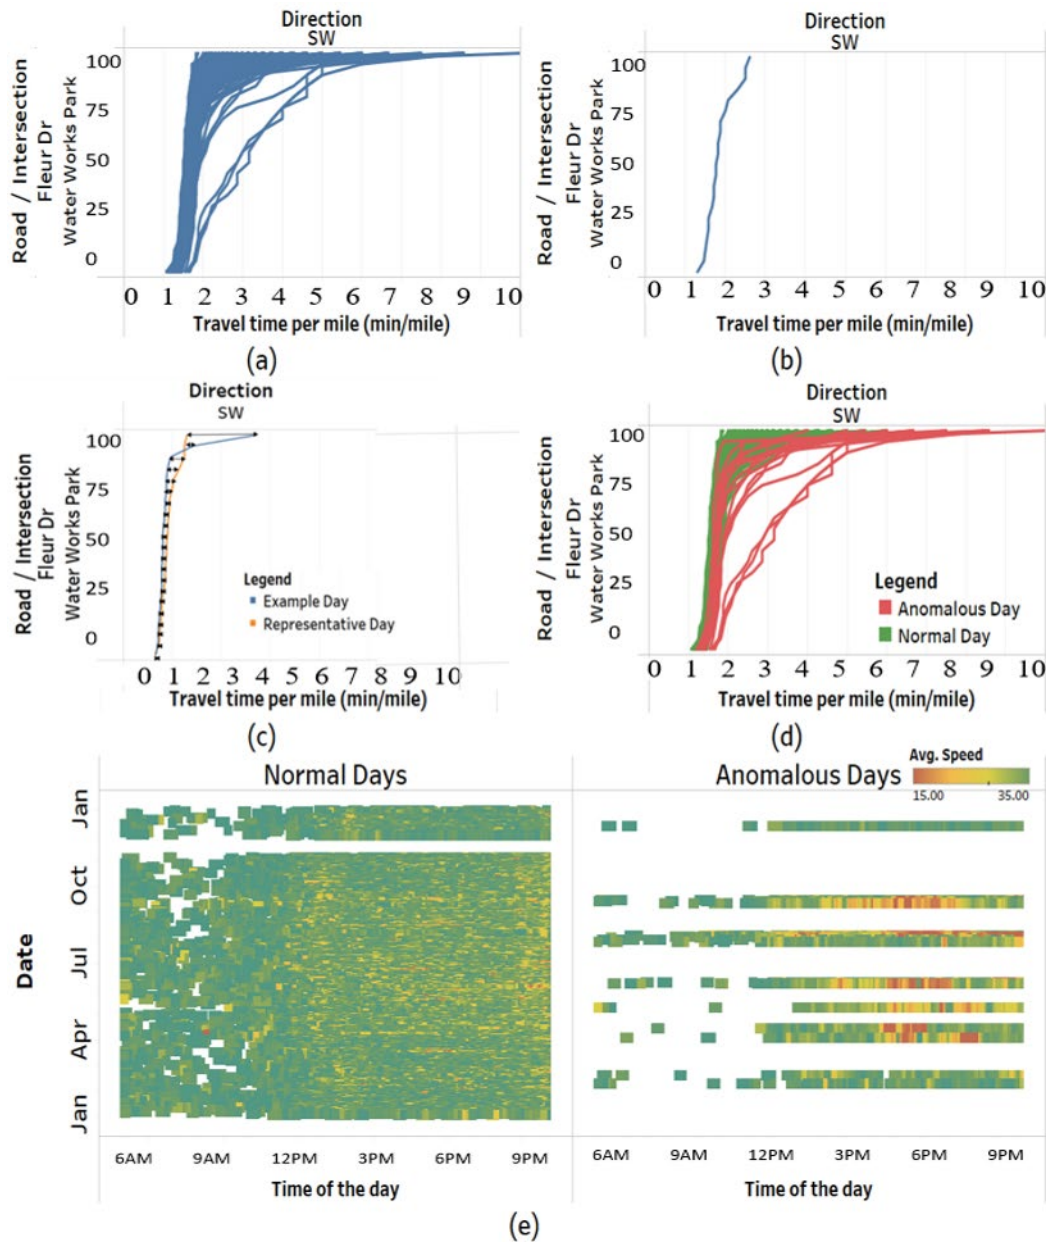 Direction
SW
Road / Intersection
Fleur Dr
Water Works Park
100
75
50
25
0
0 1 2 3 4 5 6 7 8 9 10
Travel time per mile (min/mile)
(a)
Direction
SW
Road / Intersection
Fleur Dr
Water Works Park
100
75
50
25
0
0 1 2 3 4 5 6 7 8 9 10
Travel time per mile (min/mile)
(b)
Direction
SW
Road / Intersection
Fleur Dr
Water Works Park
100
75
50
25
0
Legend
Example Day
Representative Day
0 1 2 3 4 5 6 7 8 9 10
Travel time per mile (min/mile)
(c)
Direction
SW
Road / Intersection
Fleur Dr
Water Works Park
100
75
50
25
0
Legend
Anomalous Day
Normal Day
0 1 2 3 4 5 6 7 8 9 10
Travel time per mile (min/mile)
(d)
Normal Days
Anomalous Days
Avg. Speed
15.00 35.00
Date
Jan
Oct
Jul
Apr
Jan
6AM 9AM 12PM 3PM 6PM 9PM
Time of the day
6AM 9AM 12PM 3PM 6PM 9PM
Time of the day
(e)